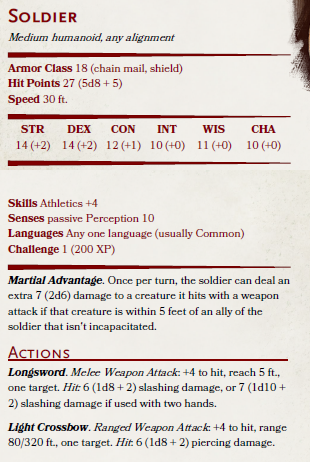 SOLDIER
Medium humanoid, any alignment
Armor Class 18 (chain mail, shield)
Hit Points 27 (5d8 + 5)
Speed 30 ft.
STR DEX CON INT WIS CHA
14 (+2) 14 (+2) 12 (+1) 10 (+0) 11 (+0) 10 (+0)
Skills Athletics +4
Senses passive Perception 10
Languages Any one language (usually Common)
Challenge 1 (200 XP)
Martial Advantage. Once per turn, the soldier can deal an
extra 7 (2d6) damage to a creature it hits with a weapon
attack if that creature is within 5 feet of an ally of the
soldier that isn't incapacitated.
ACTIONS
Longsword. Melee Weapon Attack: +4 to hit, reach 5 ft.,
one target. Hit: 6 (1d8 + 2) slashing damage, or 7 (1d10 +
2) slashing damage if used with two hands.
Light Crossbow. Ranged Weapon Attack: +4 to hit, range
80/320 ft., one target. Hit: 6 (1d8 + 2) piercing damage.